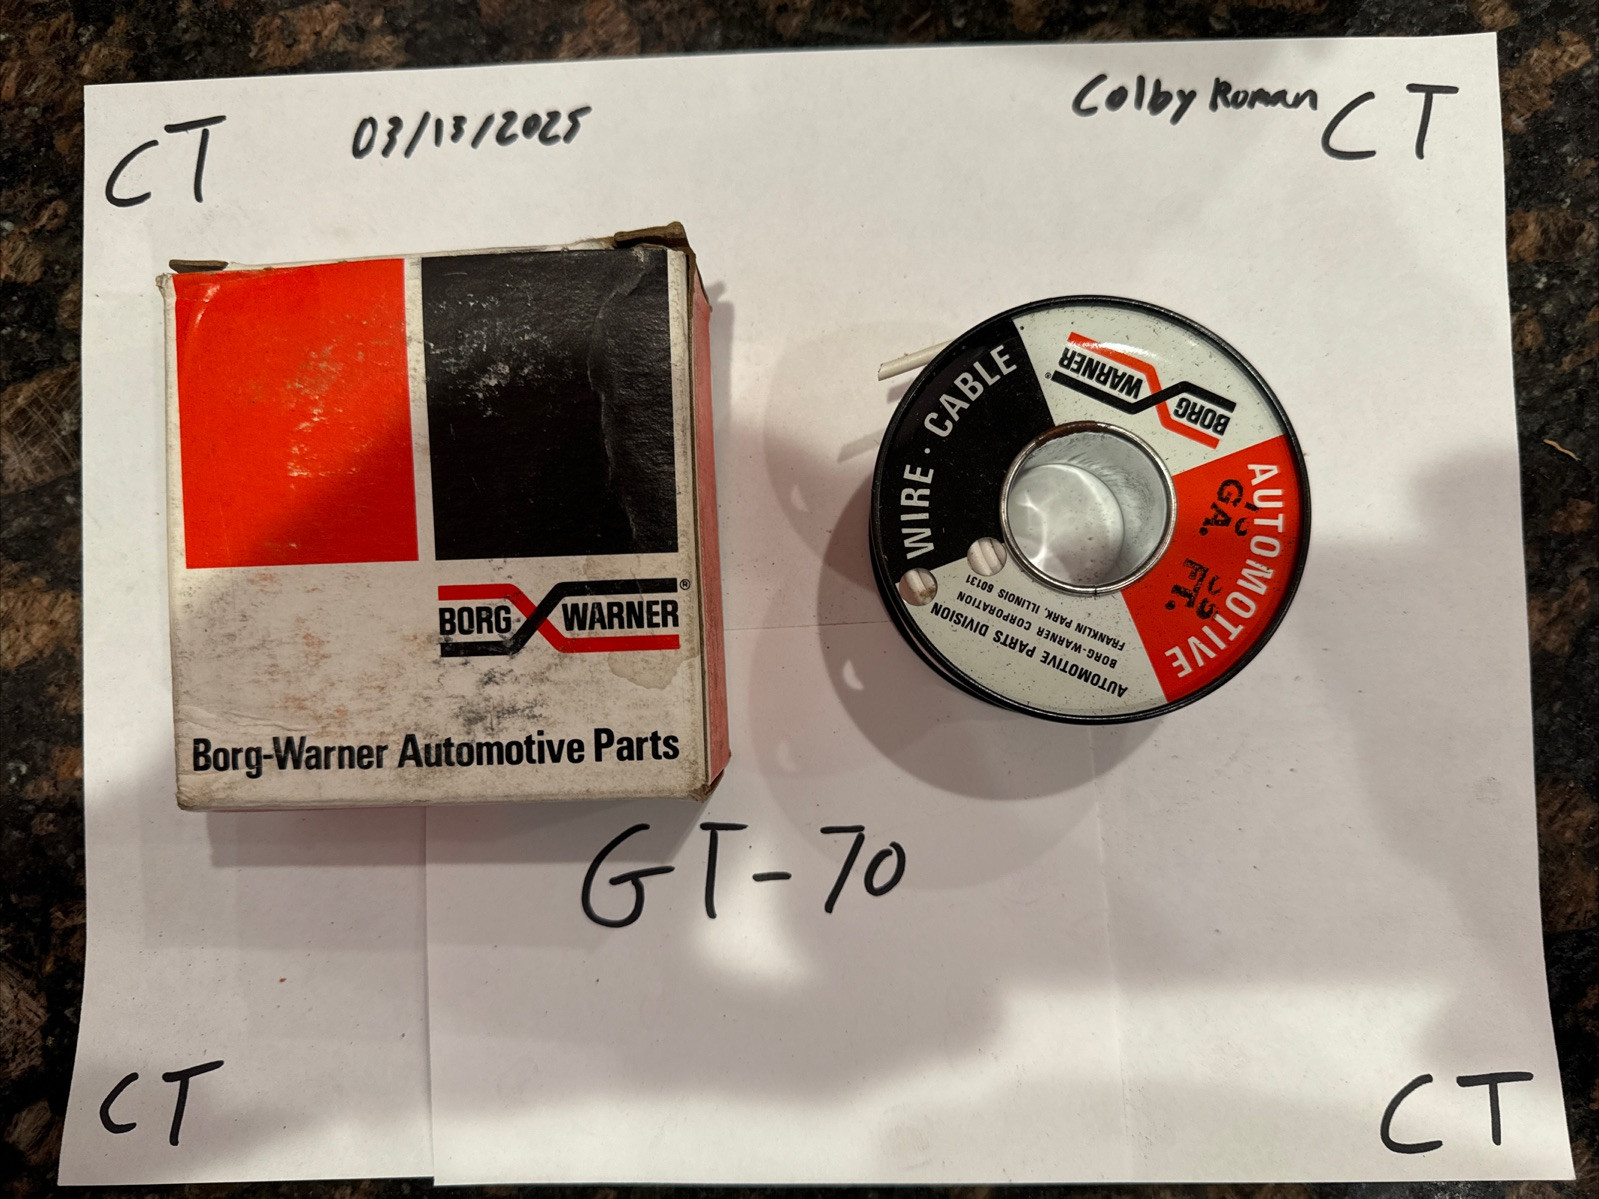 CT
03/13/2025
Colby Roman
CT
BORG WARNER®
Borg-Warner Automotive Parts
WIRE · CABLE
BORG WARNER®
AUTOMOTIVE
GA.
FT.
AUTOMOTIVE PARTS DIVISION
BORG-WARNER CORPORATION
FRANKLIN PARK, ILLINOIS 60131
GT-70
CT
CT